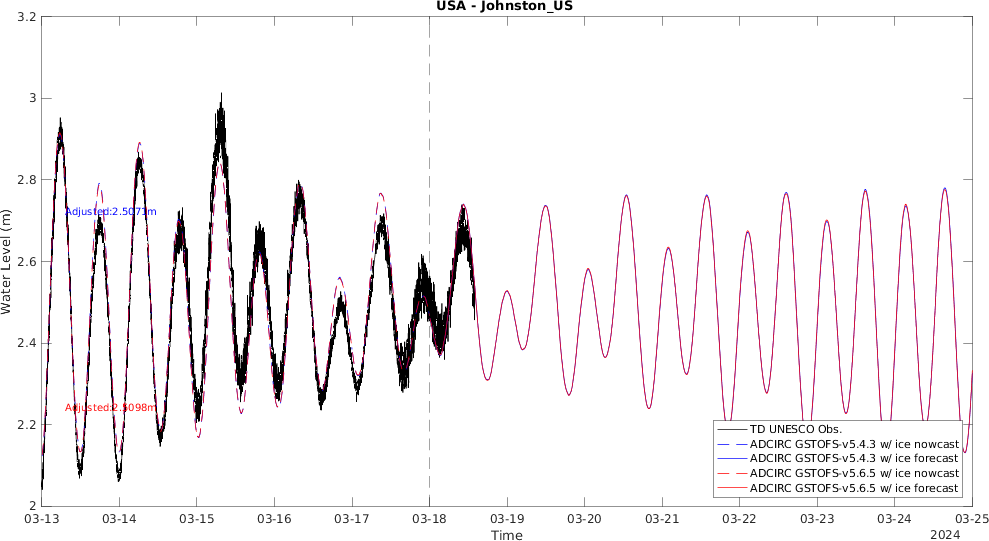 USA - Johnston_US
3.2
3
2.8
2.6
2.4
2.2
2
Water Level (m)
Adjusted:2.5071m
Adjusted:2.5098m
TD UNESCO Obs.
ADCIRC GSTOFS-v5.4.3 w/ ice nowcast
ADCIRC GSTOFS-v5.4.3 w/ ice forecast
ADCIRC GSTOFS-v5.6.5 w/ ice nowcast
ADCIRC GSTOFS-v5.6.5 w/ ice forecast
03-13 03-14 03-15 03-16 03-17 03-18 03-19 03-20 03-21 03-22 03-23 03-24 03-25
Time
2024